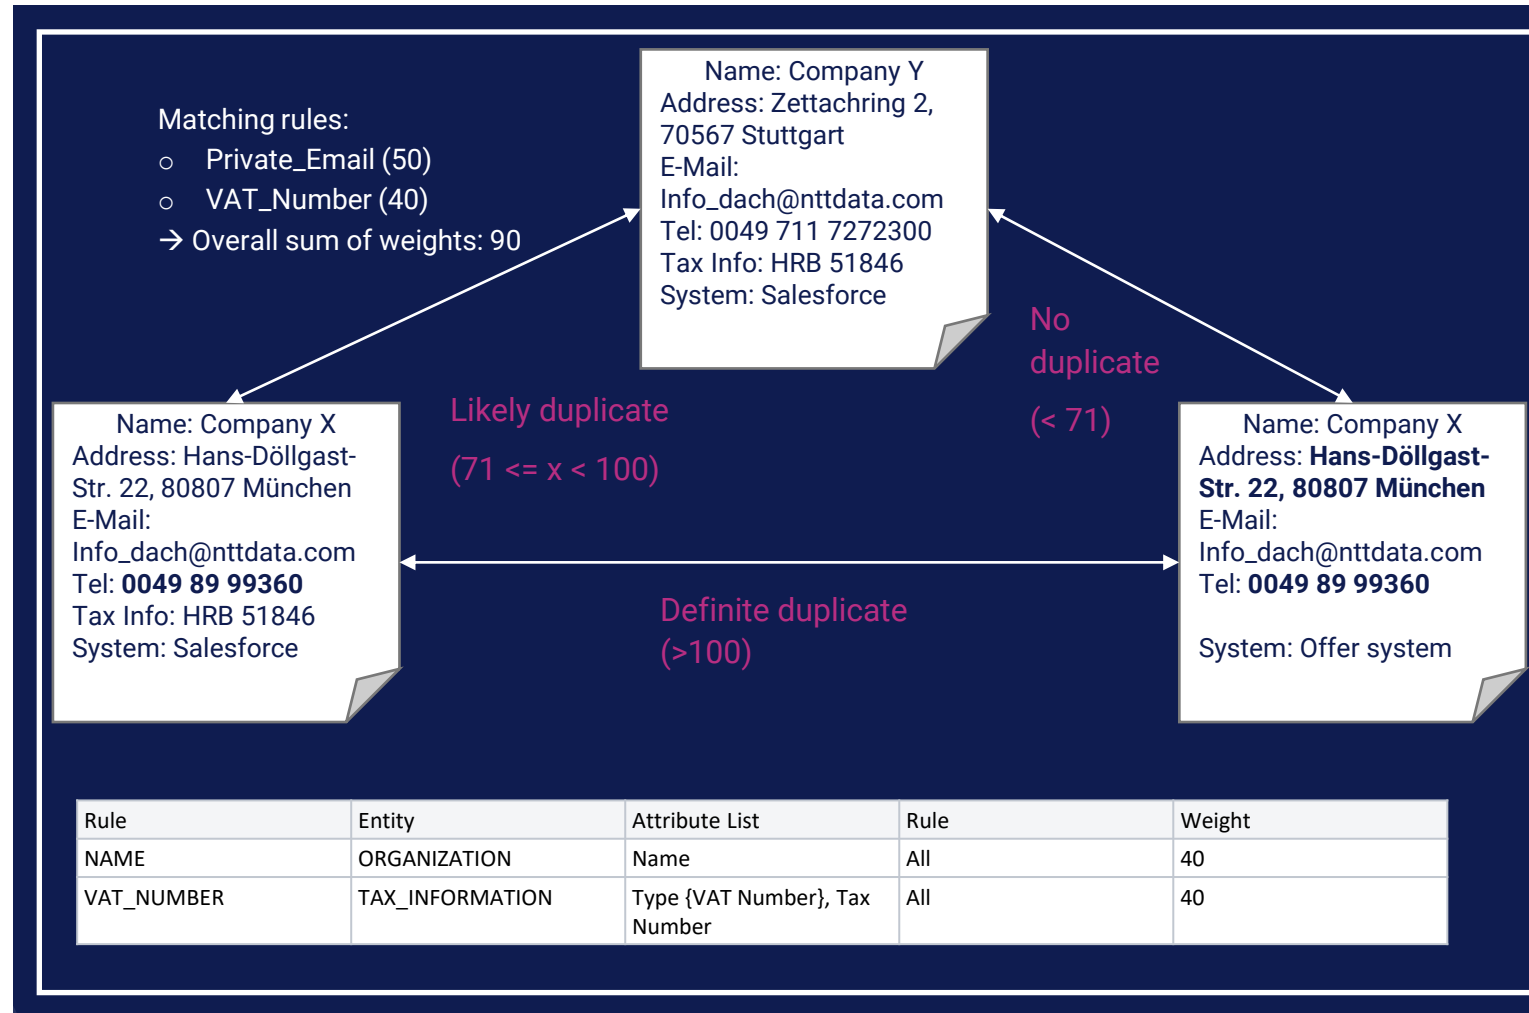 Matching rules:
o Private_Email (50)
o VAT_Number (40)
→ Overall sum of weights: 90
Name: Company Y
Address: Zettachring 2,
70567 Stuttgart
E-Mail:
Info_dach@nttdata.com
Tel: 0049 711 7272300
Tax Info: HRB 51846
System: Salesforce
No
duplicate
(< 71)
Likely duplicate
(71 <= x < 100)
Name: Company X
Address: Hans-Döllgast-
Str. 22, 80807 München
E-Mail:
Info_dach@nttdata.com
Tel: 0049 89 99360
Tax Info: HRB 51846
System: Salesforce
Definite duplicate
(>100)
Name: Company X
Address: Hans-Döllgast-
Str. 22, 80807 München
E-Mail:
Info_dach@nttdata.com
Tel: 0049 89 99360
System: Offer system
Rule Entity Attribute List Rule Weight
NAME ORGANIZATION Name All 40
VAT_NUMBER TAX_INFORMATION Type {VAT Number}, Tax All 40
Number